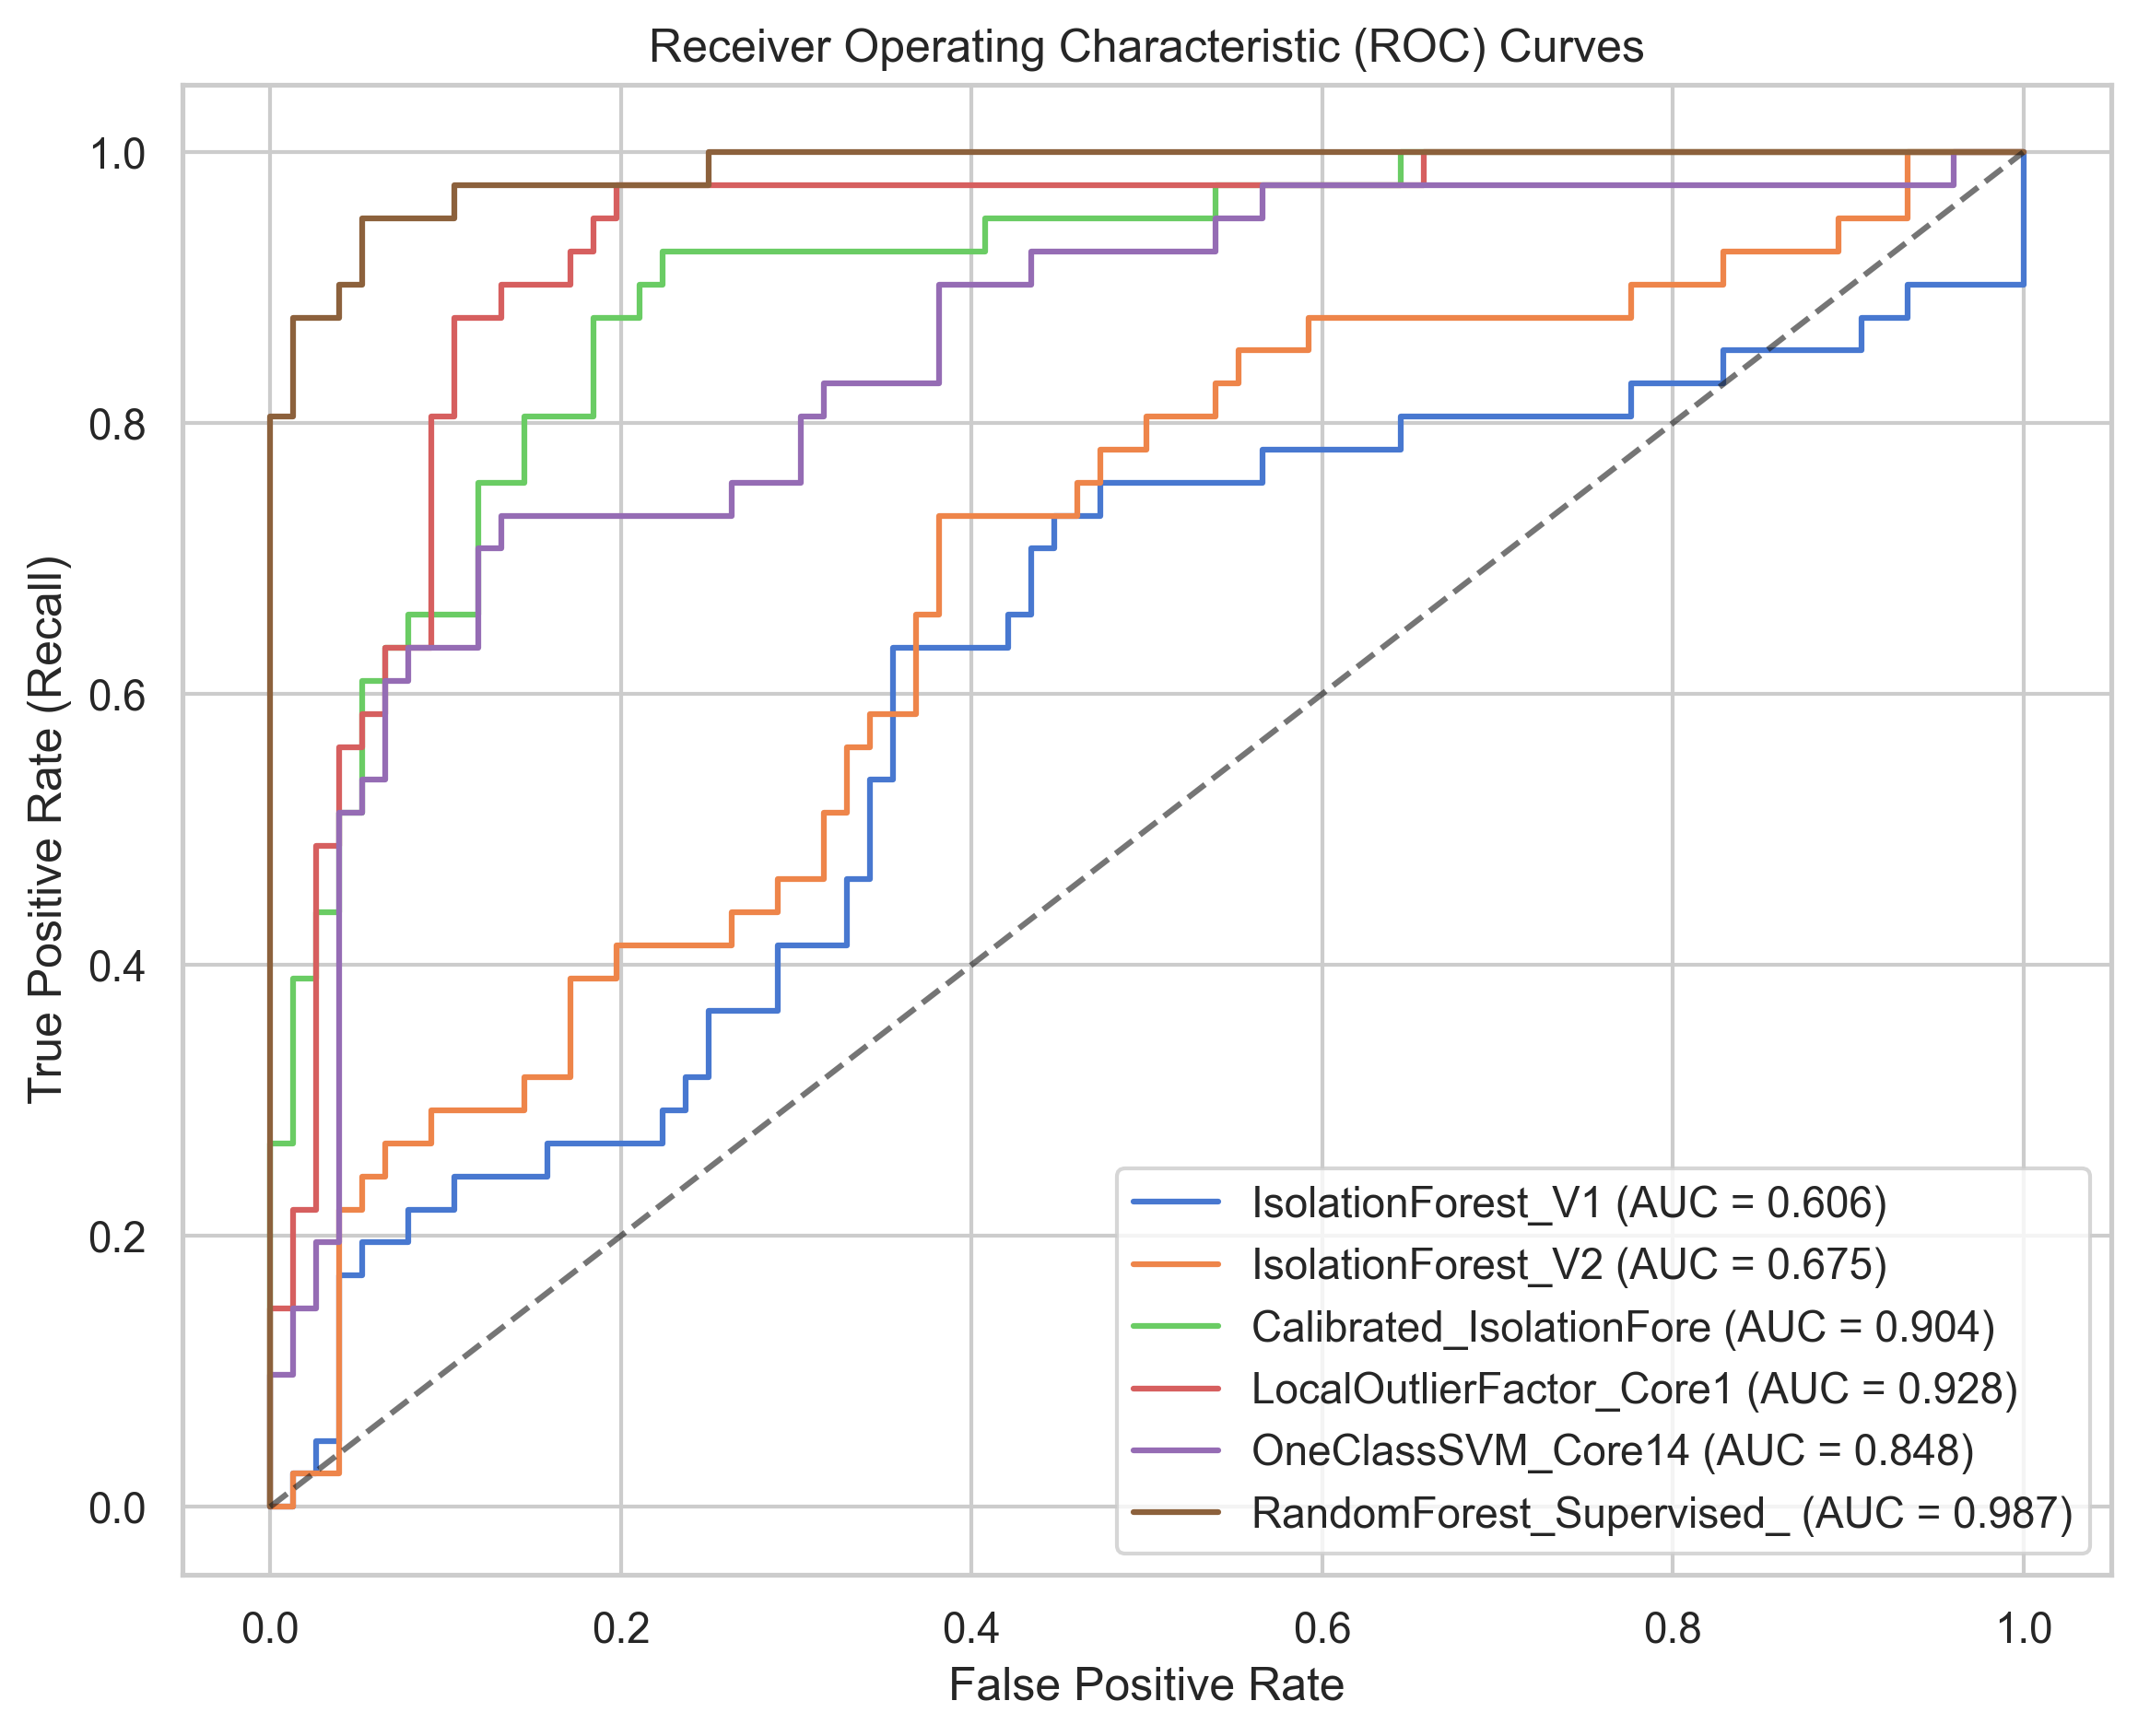 Receiver Operating Characteristic (ROC) Curves
True Positive Rate (Recall)
1.0
0.8
0.6
0.4
0.2
0.0
IsolationForest_V1 (AUC = 0.606)
IsolationForest_V2 (AUC = 0.675)
Calibrated_IsolationFore (AUC = 0.904)
LocalOutlierFactor_Core1 (AUC = 0.928)
OneClassSVM_Core14 (AUC = 0.848)
RandomForest_Supervised_ (AUC = 0.987)
0.0 0.2 0.4 0.6 0.8 1.0
False Positive Rate